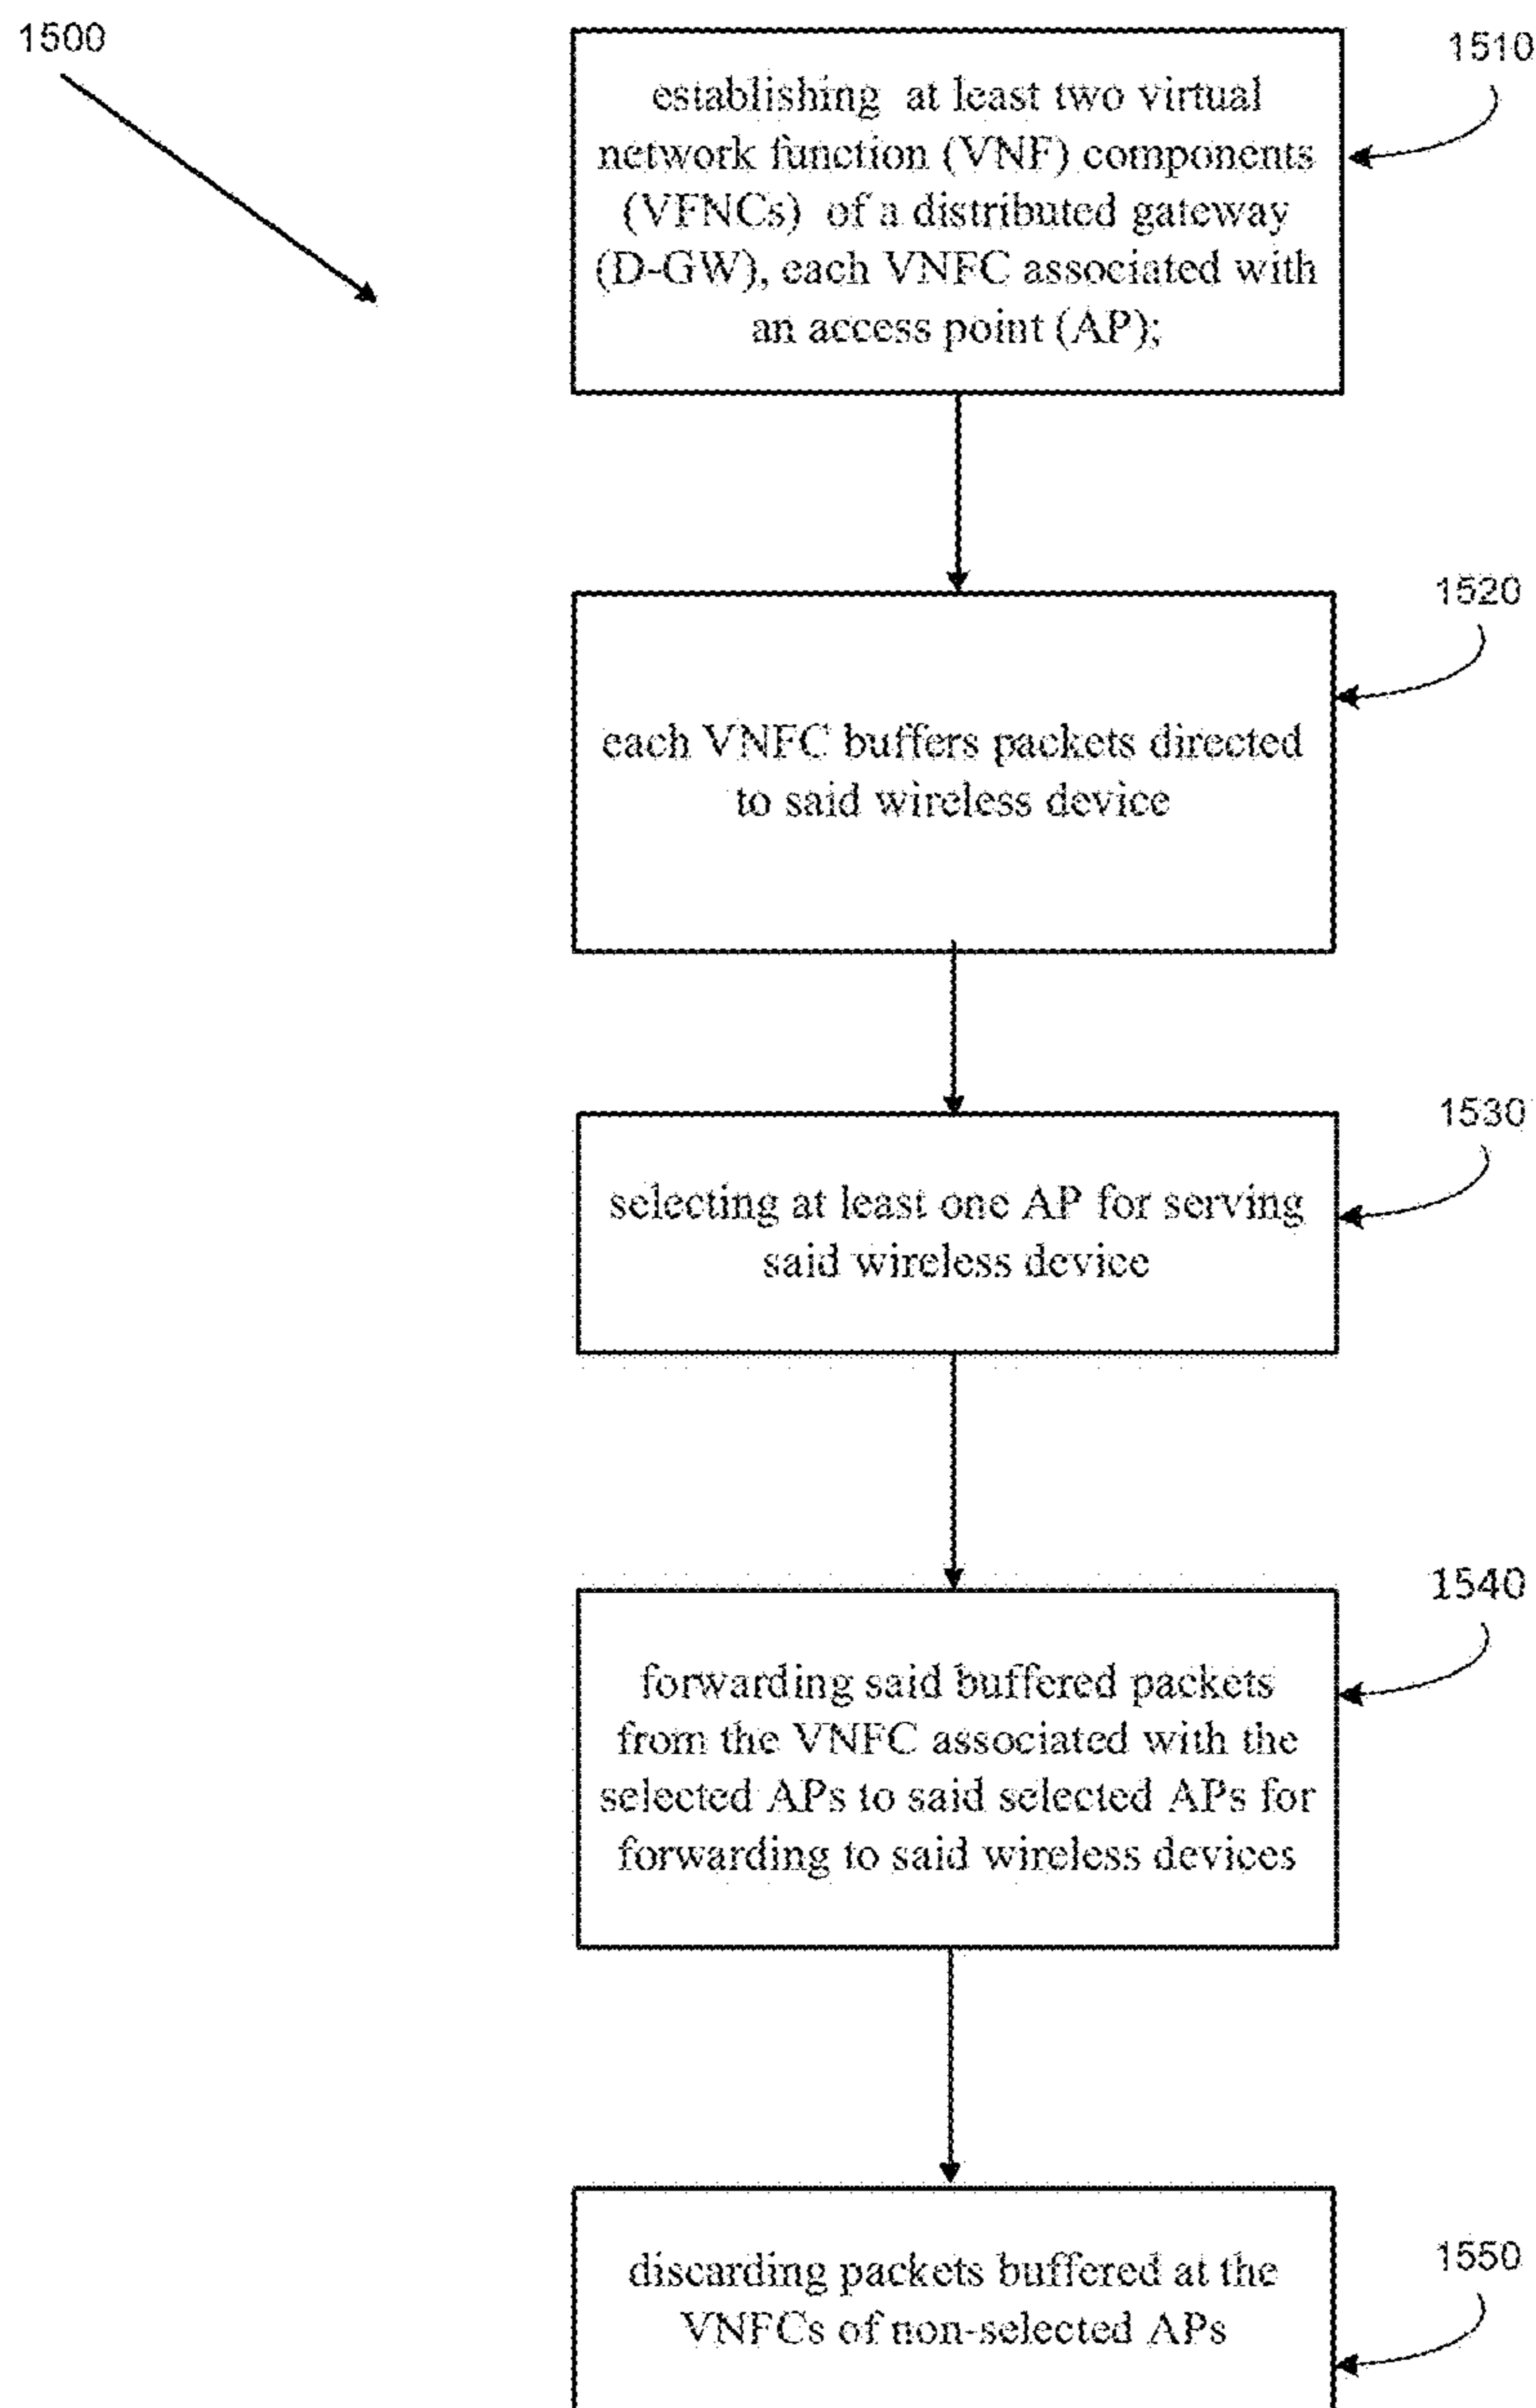 1500
1510
establishing at least two virtual
network function (VNF) components
(VFNCs) of a distributed gateway
(D-GW), each VNFC associated with
an access point (AP);
1520
each VNFC buffers packets directed
to said wireless device
1530
selecting at least one AP for serving
said wireless device
1540
forwarding said buffered packets
from the VNFC associated with the
selected APs to said selected APs for
forwarding to said wireless devices
1550
discarding packets buffered at the
VNFCs of non-selected APs